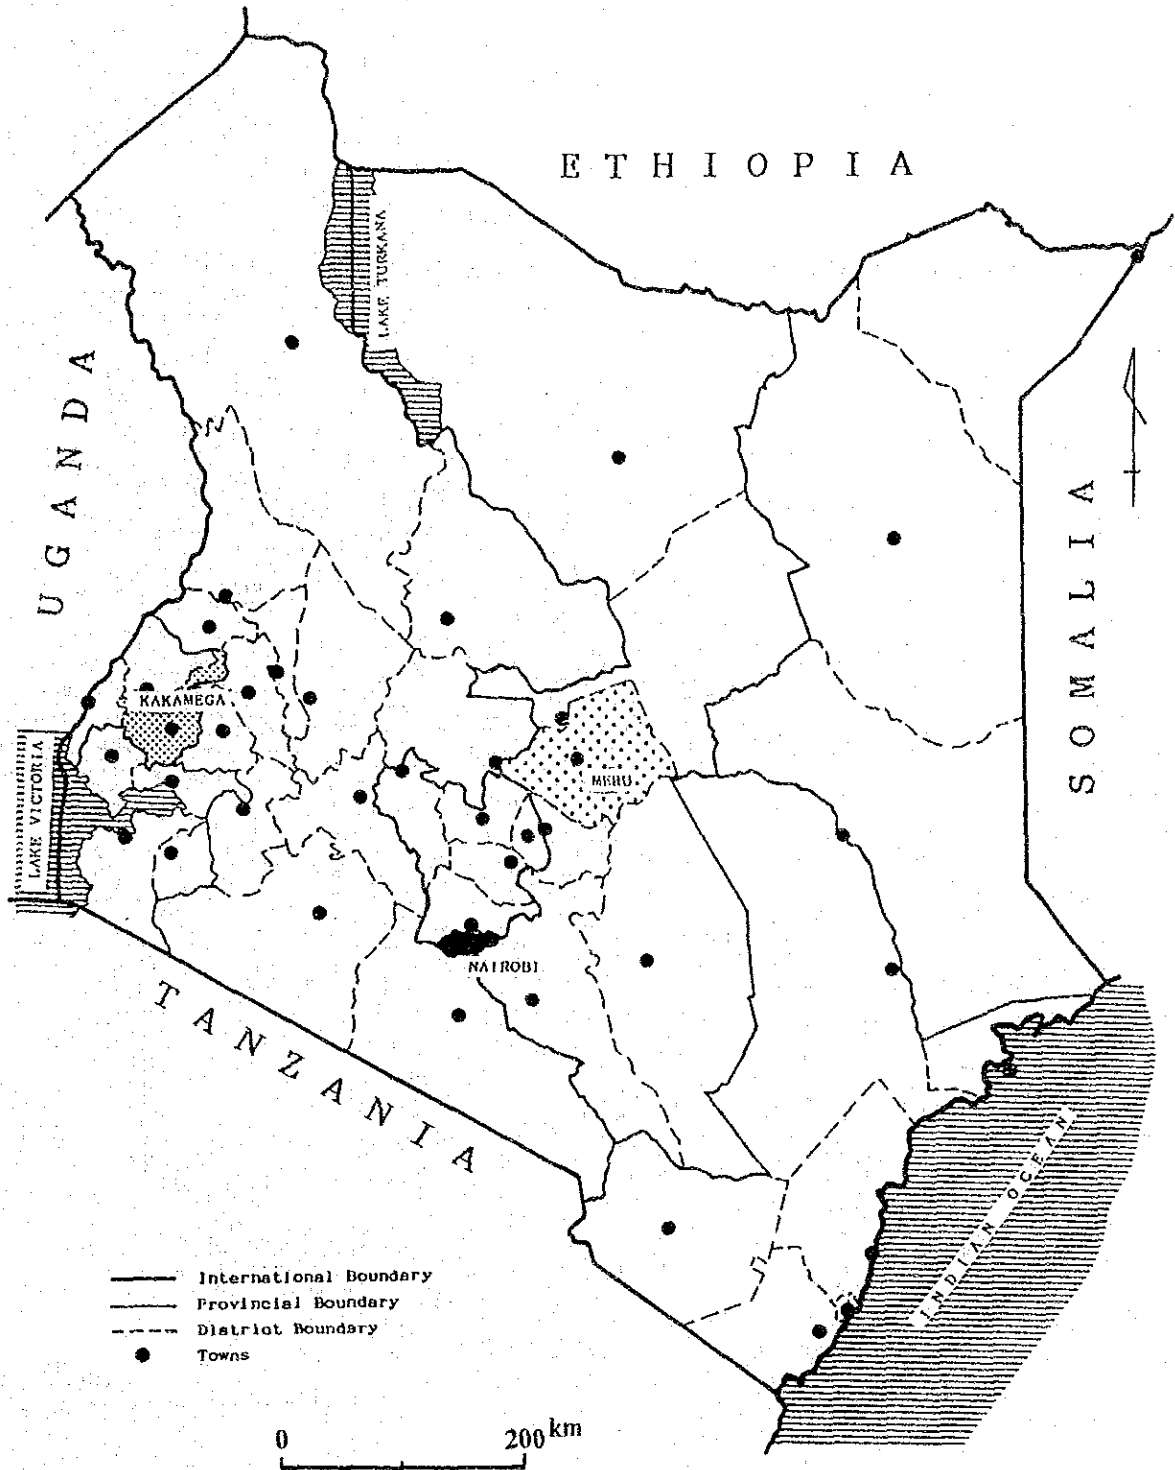 ETHIOPIA
LAKE TURKANA
UGANDA
SOMALIA
KAKAMEGA
MERU
LAKE VICTORIA
NAIROBI
TANZANIA
INDIAN OCEAN
International Boundary
Provincial Boundary
District Boundary
Towns
0 200 km